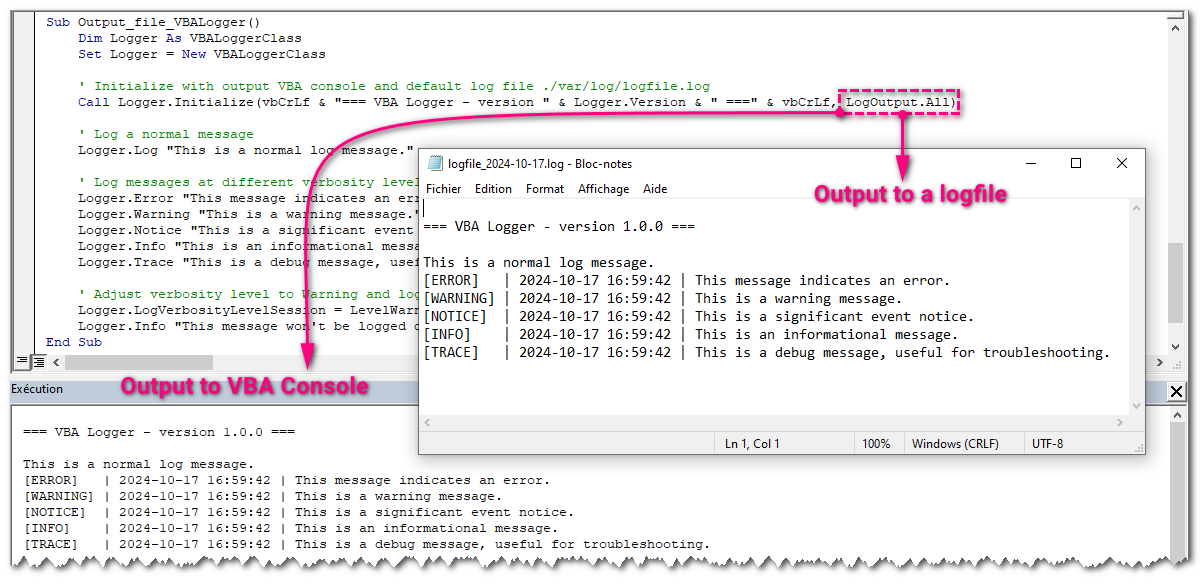 Sub Output_file_VBALogger()
Dim Logger As VBALoggerClass
Set Logger = New VBALoggerClass
' Initialize with output VBA console and default log file ./var/log/logfile.log
Call Logger.Initialize(vbCrLf & "=== VBA Logger - version " & Logger.Version & " ===" & vbCrLf, LogOutput.All)
' Log a normal message
Logger.Log "This is a normal log message."
' Log messages at different verbosity level
Logger.Error "This message indicates an
Logger.Warning "This is a warning message."
Logger.Notice "This is a significant event
Logger.Info "This is an informational
Logger.Trace "This is a debug message,
' Adjust verbosity level to Warning and
Logger.LogVerbosityLevelSession =
Logger.Info "This message won't be logged
End Sub
Output to a logfile
Output to VBA Console
logfile_2024-10-17.log - Bloc-notes
Fichier Edition Format Affichage Aide
=== VBA Logger - version 1.0.0 ===
This is a normal log message.
[ERROR] | 2024-10-17 16:59:42 | This message indicates an error.
[WARNING] | 2024-10-17 16:59:42 | This is a warning message.
[NOTICE] | 2024-10-17 16:59:42 | This is a significant event notice.
[INFO] | 2024-10-17 16:59:42 | This is an informational message.
[TRACE] | 2024-10-17 16:59:42 | This is a debug message, useful for troubleshooting.
Ln 1, Col 1 100% Windows (CRLF) UTF-8
Exécution
=== VBA Logger - version 1.0.0 ===
This is a normal log message.
[ERROR] | 2024-10-17 16:59:42 | This message indicates an error.
[WARNING] | 2024-10-17 16:59:42 | This is a warning message.
[NOTICE] | 2024-10-17 16:59:42 | This is a significant event notice.
[INFO] | 2024-10-17 16:59:42 | This is an informational message.
[TRACE] | 2024-10-17 16:59:42 | This is a debug message, useful for troubleshooting.